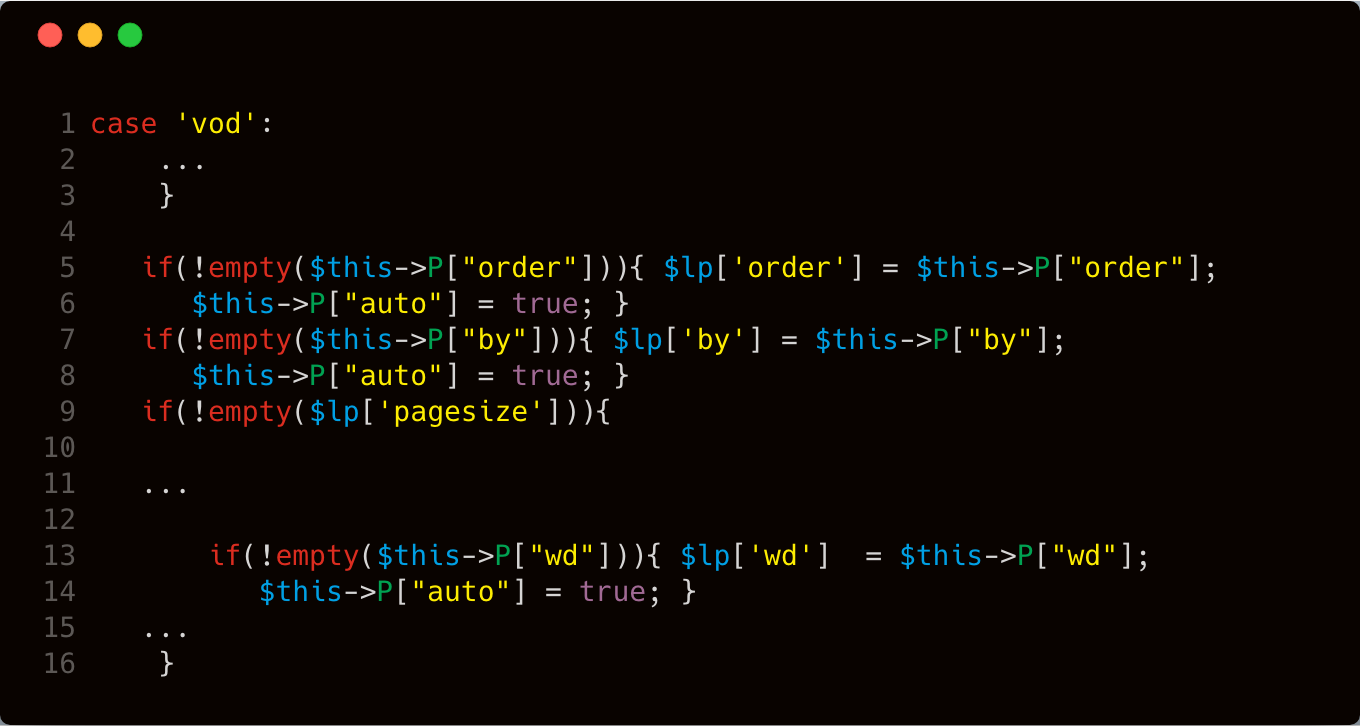 1 case 'vod':
2     ...
3     }
4
5    if(!empty($this->P["order"])){ $lp['order'] = $this->P["order"];
6       $this->P["auto"] = true; }
7    if(!empty($this->P["by"])){ $lp['by'] = $this->P["by"];
8       $this->P["auto"] = true; }
9    if(!empty($lp['pagesize'])){
10
11    ...
12
13        if(!empty($this->P["wd"])){ $lp['wd']  = $this->P["wd"];
14           $this->P["auto"] = true; }
15    ...
16     }